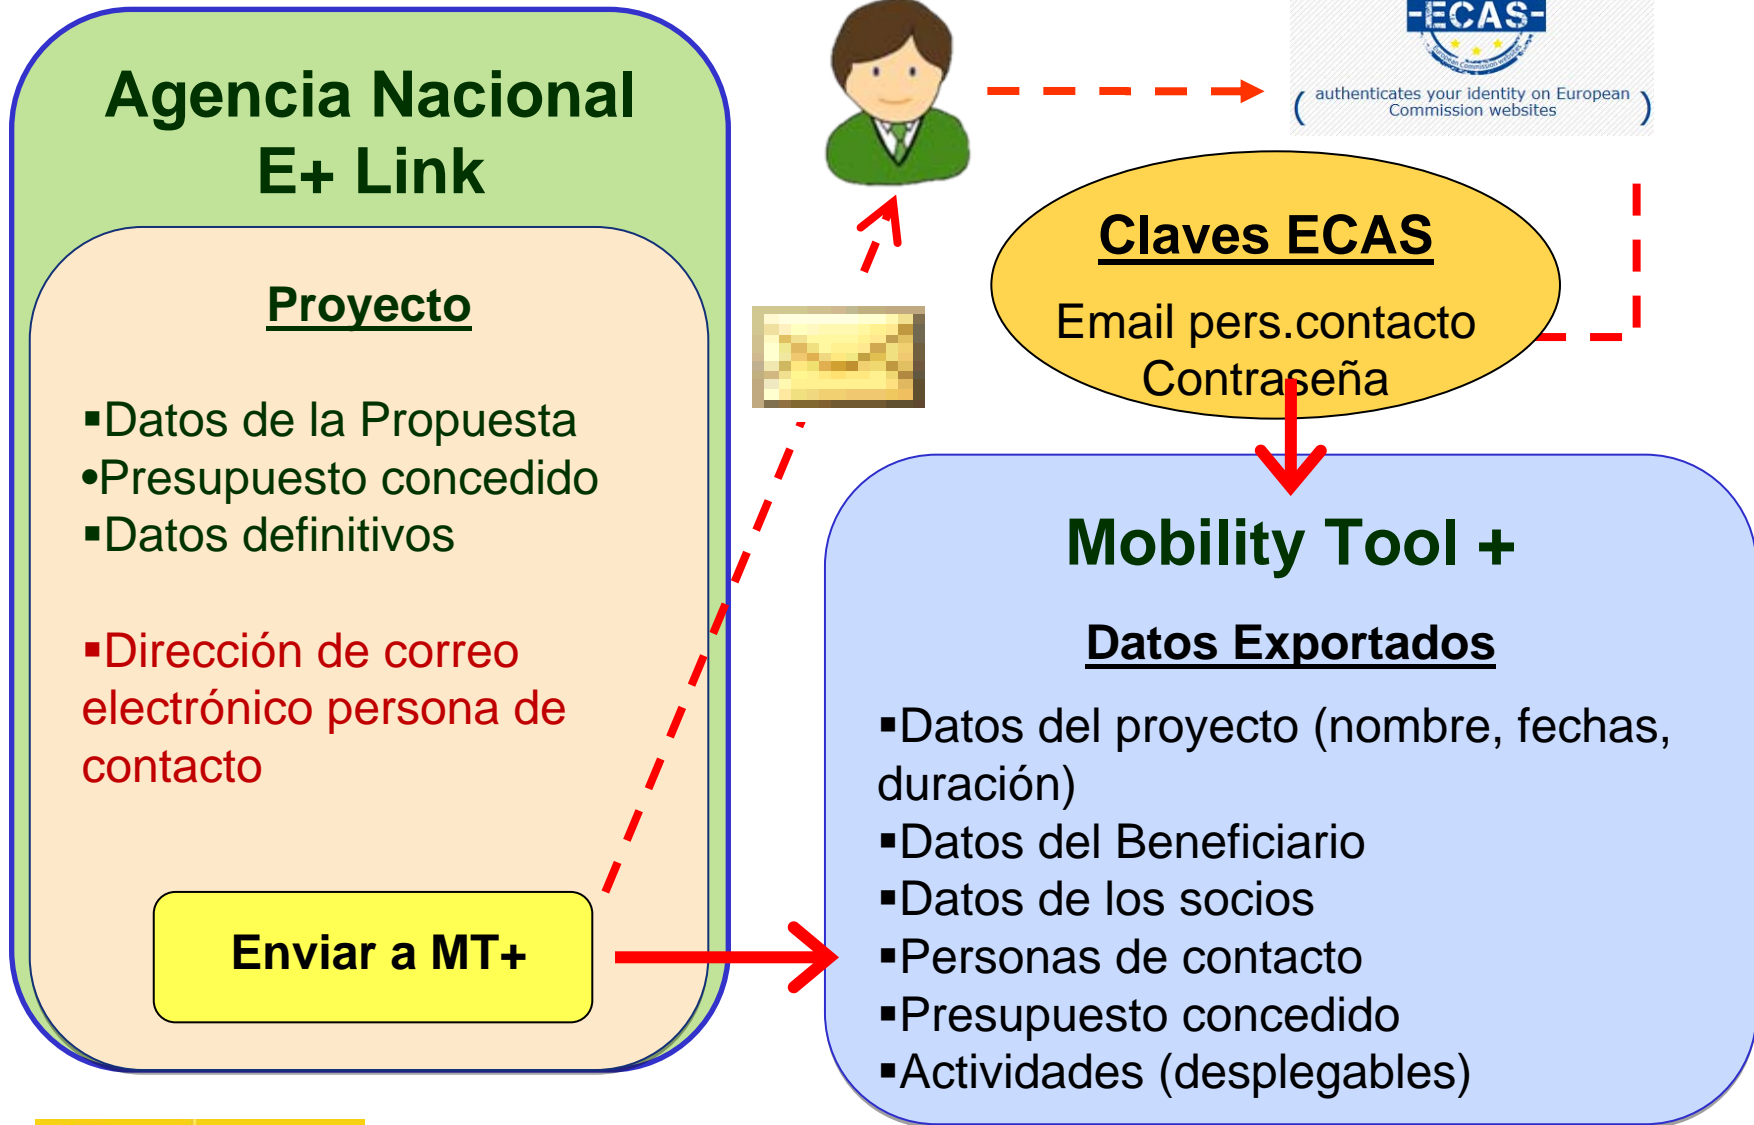 Agencia Nacional
E+ Link
Proyecto
▪Datos de la Propuesta
•Presupuesto concedido
▪Datos definitivos
▪Dirección de correo
electrónico persona de
contacto
Enviar a MT+
-ECAS-
authenticates your identity on European
Commission websites
Claves ECAS
Email pers.contacto
Contraseña
Mobility Tool +
Datos Exportados
▪Datos del proyecto (nombre, fechas,
duración)
▪Datos del Beneficiario
▪Datos de los socios
▪Personas de contacto
▪Presupuesto concedido
▪Actividades (desplegables)